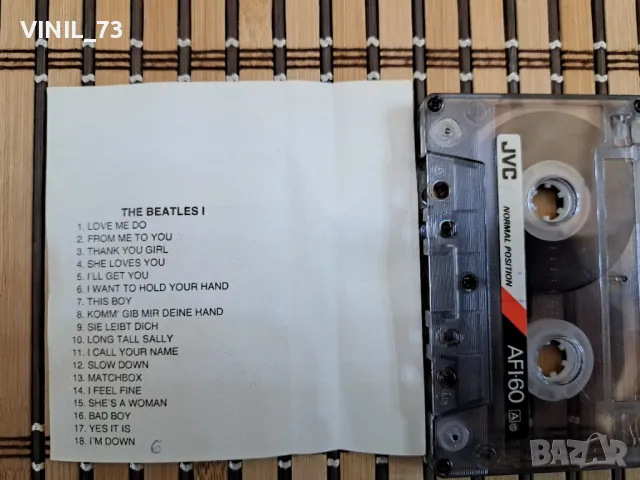 VINIL_73
THE BEATLES I
1. LOVE ME DO
2. FROM ME TO YOU
3. THANK YOU GIRL
4. SHE LOVES YOU
5. I'LL GET YOU
6. I WANT TO HOLD YOUR HAND
7. THIS BOY
8. KOMM' GIB MIR DEINE HAND
9. SIE LEIBT DICH
10. LONG TALL SALLY
11. I CALL YOUR NAME
12. SLOW DOWN
13. MATCHBOX
14. I FEEL FINE
15. SHE'S A WOMAN
16. BAD BOY
17. YES IT IS
18. I'M DOWN
6
JVC
NORMAL POSITION
AFI·60
A
BAZAR